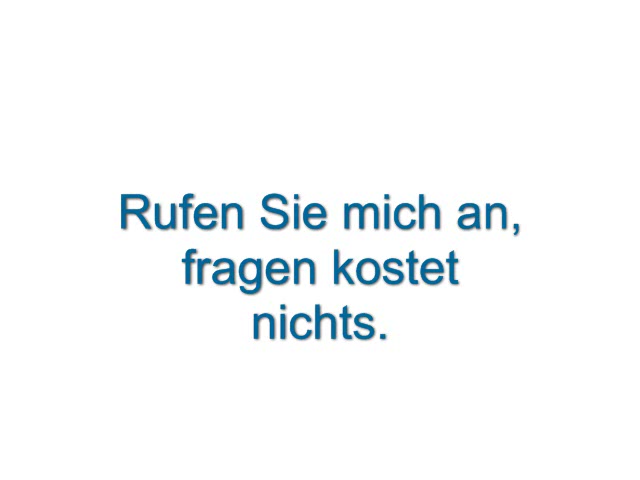 Rufen Sie mich an,
fragen kostet
nichts.